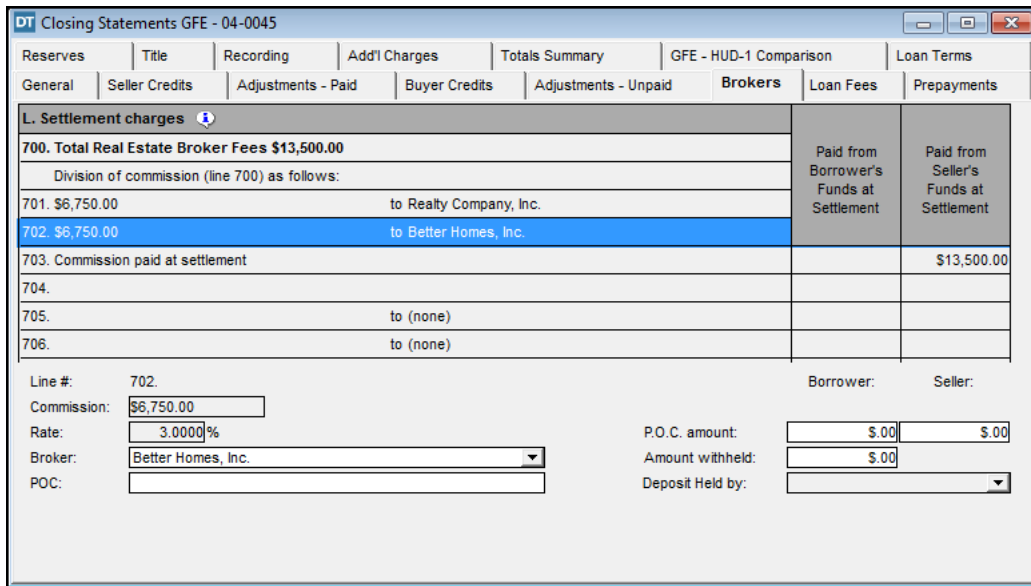 DT Closing Statements GFE - 04-0045
Reserves Title Recording Add'l Charges Totals Summary GFE - HUD-1 Comparison Loan Terms
General Seller Credits Adjustments - Paid Buyer Credits Adjustments - Unpaid Brokers Loan Fees Prepayments
L. Settlement charges
700. Total Real Estate Broker Fees $13,500.00
Division of commission (line 700) as follows:
701. $6,750.00 to Realty Company, Inc.
702. $6,750.00 to Better Homes, Inc.
Paid from
Borrower's
Funds at
Settlement
Paid from
Seller's
Funds at
Settlement
703. Commission paid at settlement $13,500.00
704.
705. to (none)
706. to (none)
Line #: 702. Borrower: Seller:
Commission: $6,750.00
Rate: 3.0000 % P.O.C. amount: $.00 $.00
Broker: Better Homes, Inc. Amount withheld: $.00
POC: Deposit Held by: